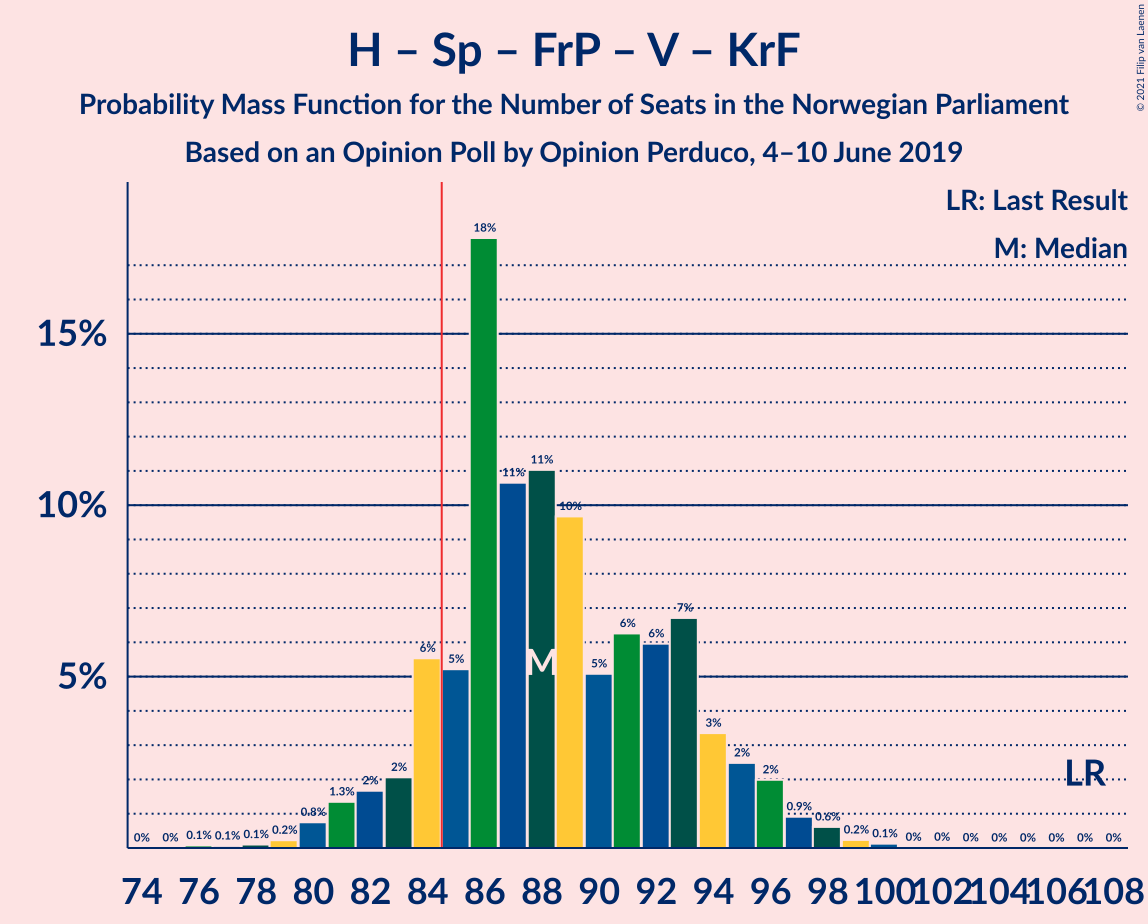 H – Sp – FrP – V – KrF
Probability Mass Function for the Number of Seats in the Norwegian Parliament
Based on an Opinion Poll by Opinion Perduco, 4–10 June 2019
© 2021 Filip van Laenen
LR: Last Result
M: Median
15%
10%
5%
0% 0% 0.1% 0.1% 0.1% 0.2% 0.8% 1.3% 2% 2% 6% 5% 18% 11% 11% 10% 5% 6% 6% 7% 3% 2% 2% 0.9% 0.6% 0.2% 0.1% 0% 0% 0% 0% 0% 0% 0% 0%
M
LR
74 76 78 80 82 84 86 88 90 92 94 96 98 100 102 104 106 108